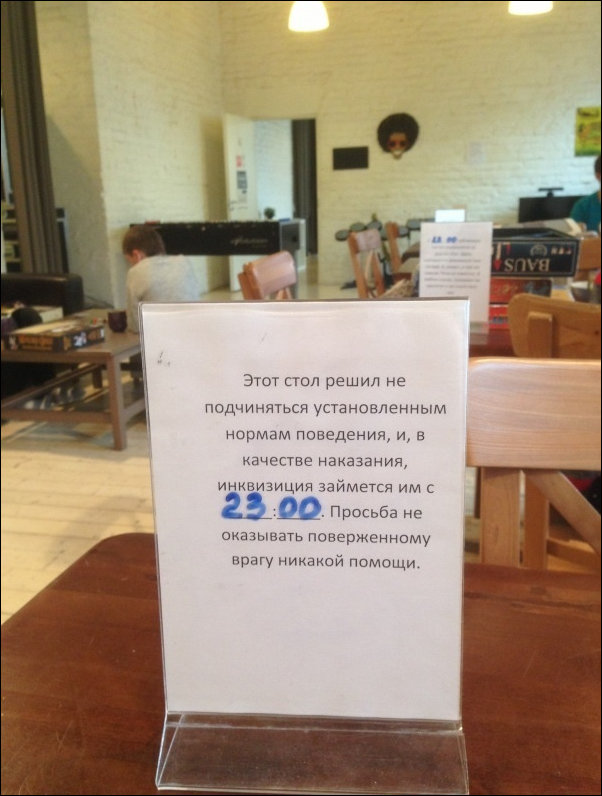 Этот стол решил не
подчиняться установленным
нормам поведения, и, в
качестве наказания,
инквизиция займется им с
23:00. Просьба не
оказывать поверженному
врагу никакой помощи.
BAUS